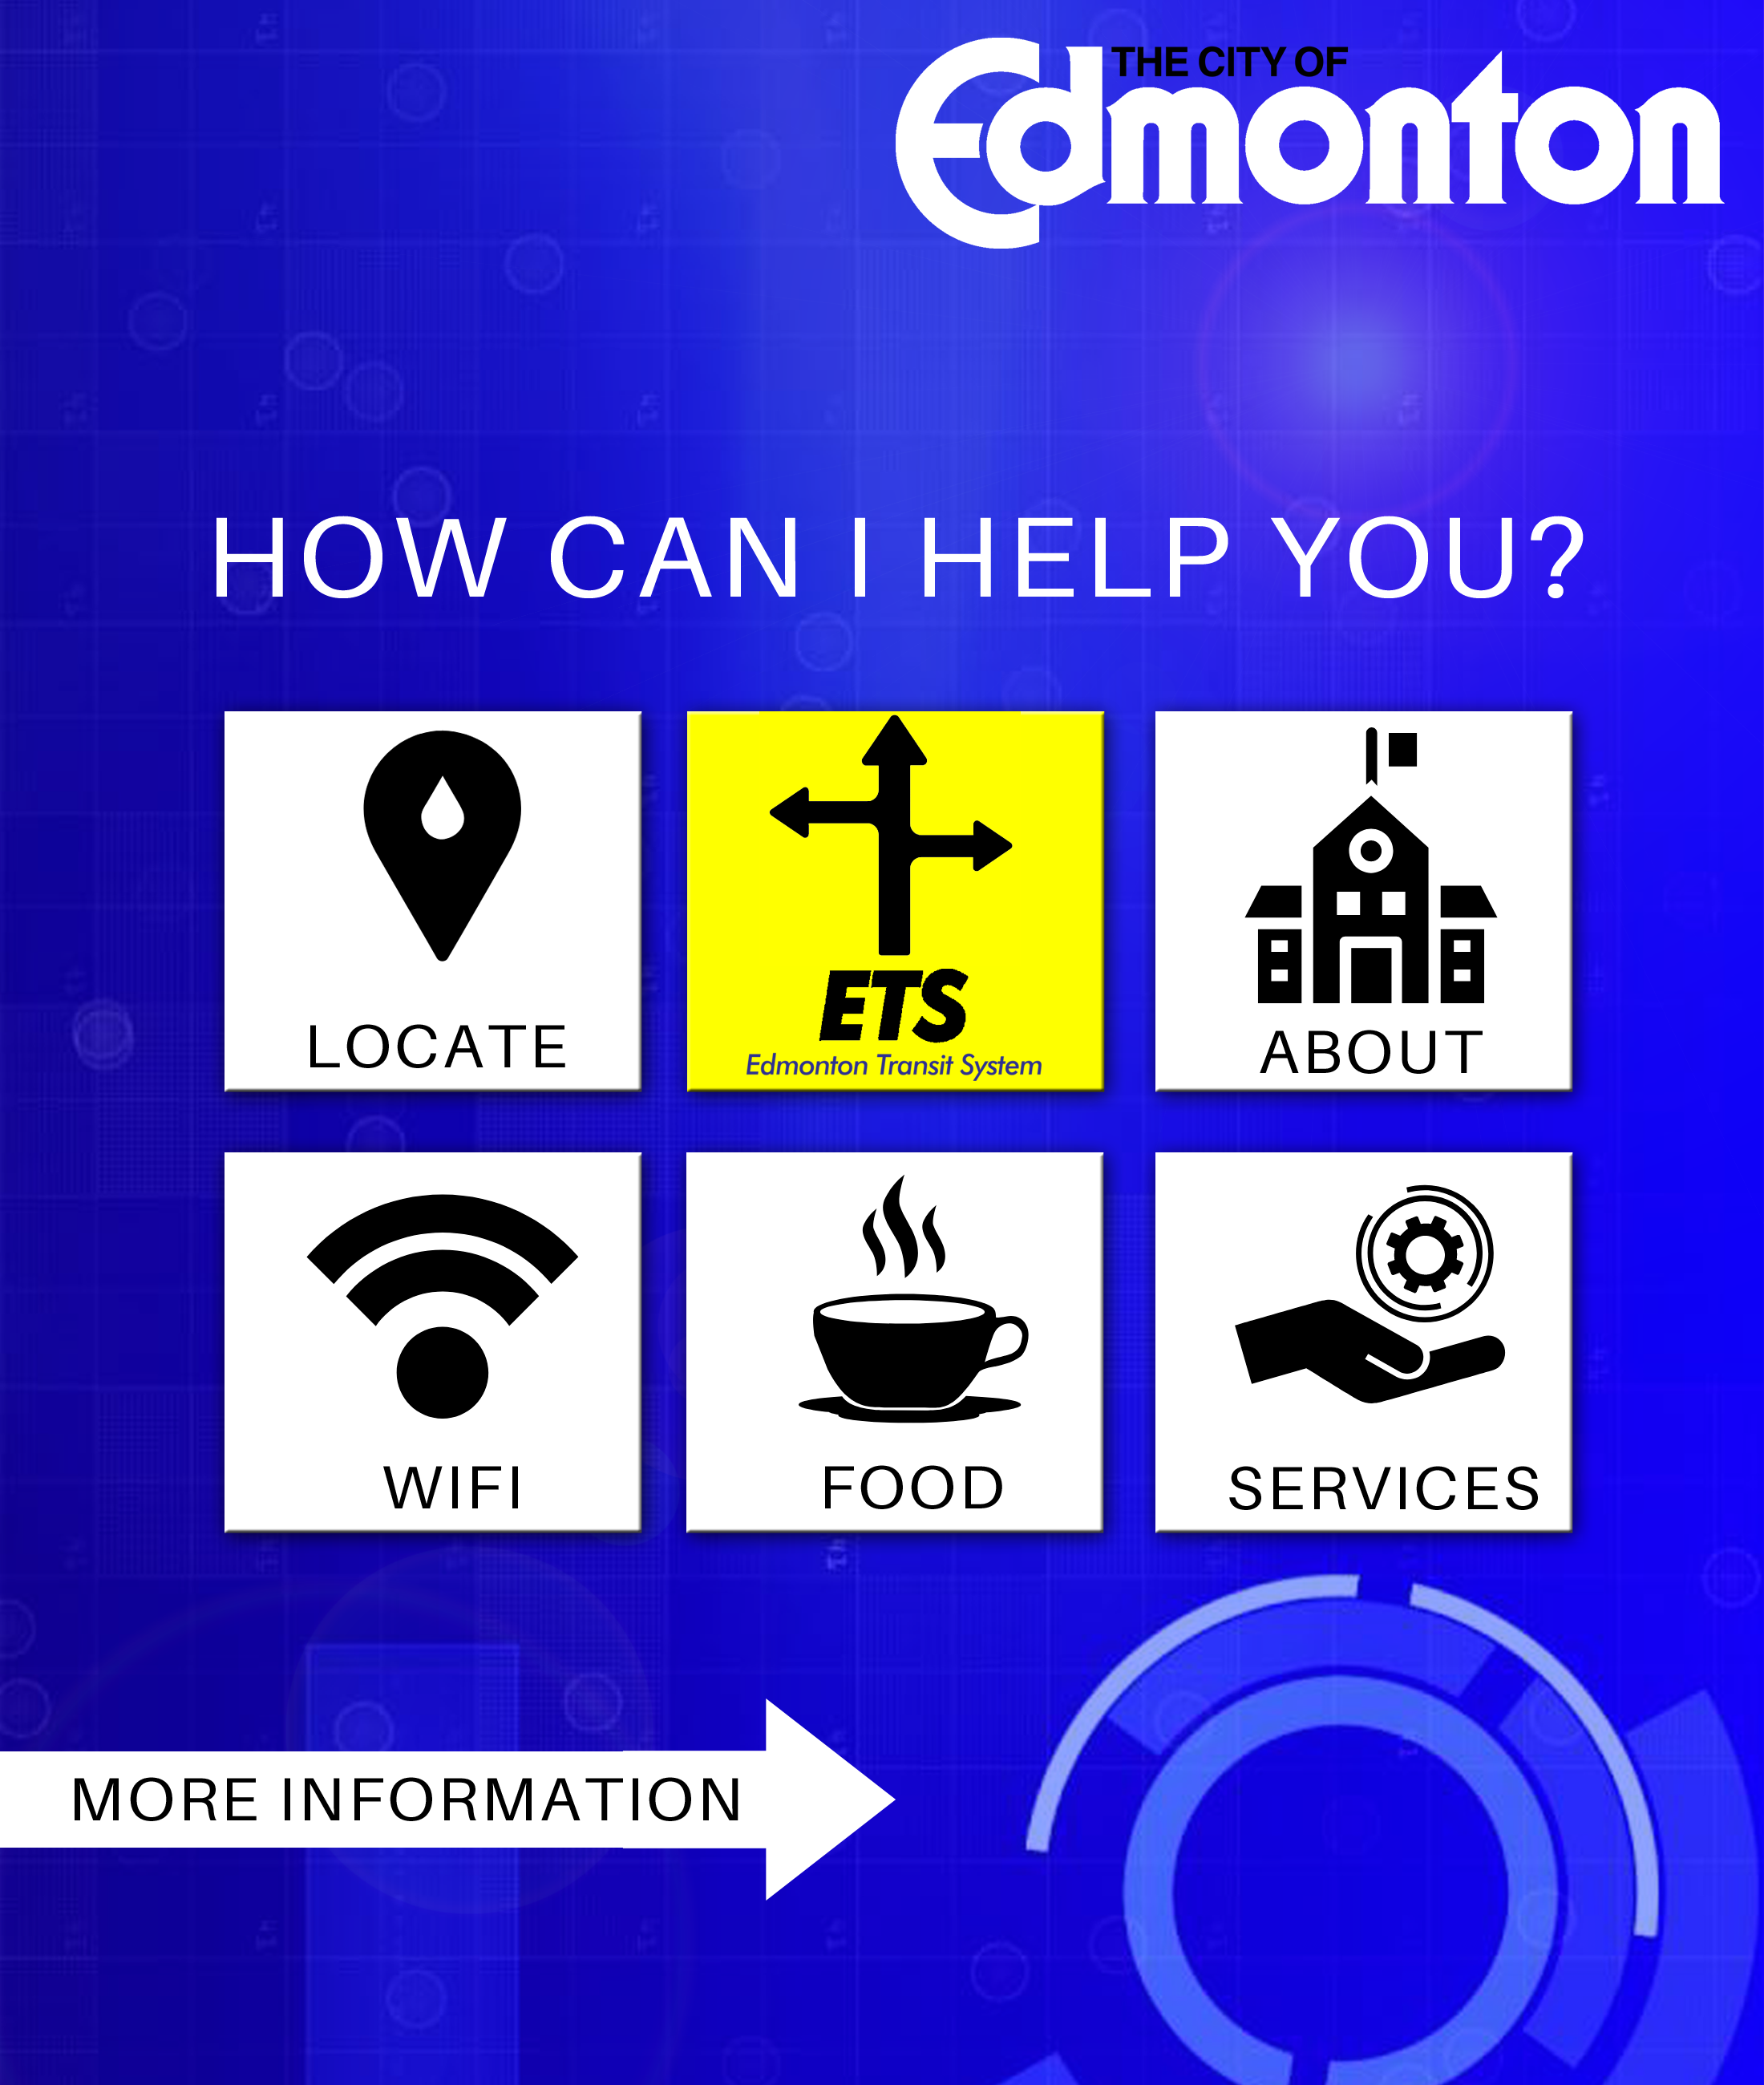 THE CITY OF
Edmonton
HOW CAN I HELP YOU?
LOCATE
ETS
Edmonton Transit System
ABOUT
WIFI
FOOD
SERVICES
MORE INFORMATION